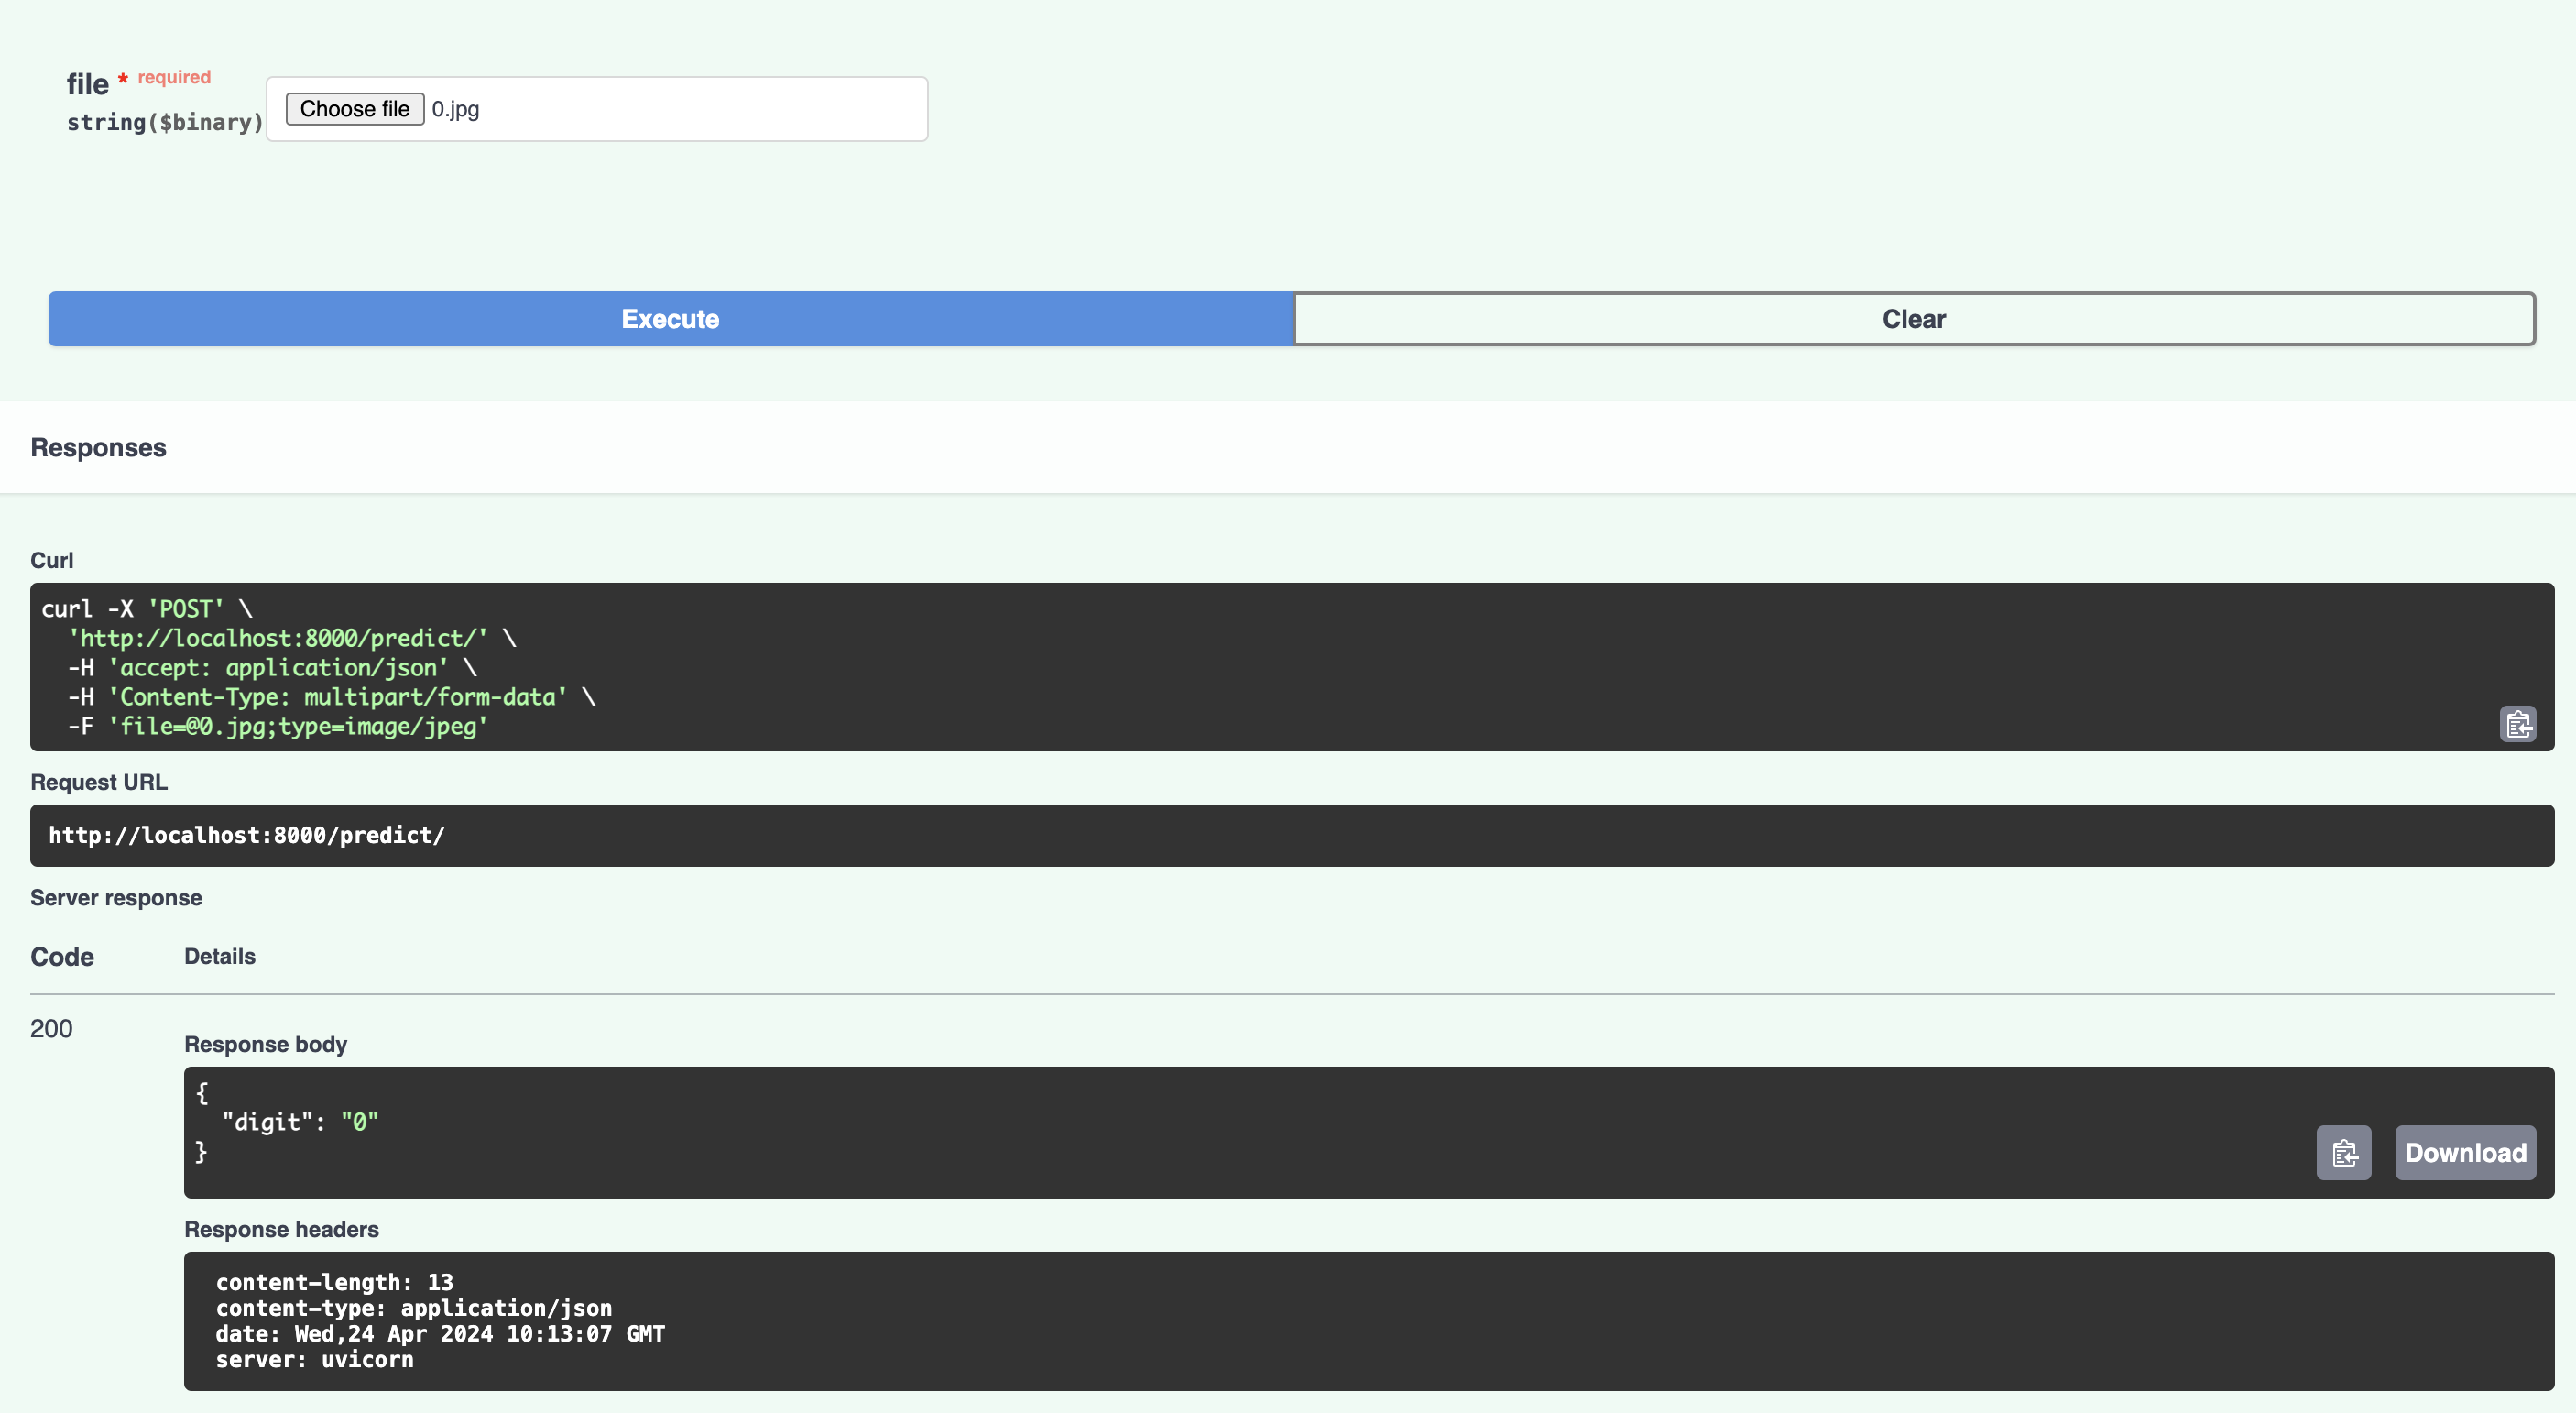 file * required
string($binary)
Choose file 0.jpg
Execute
Clear
Responses
Curl
curl -X 'POST' \
  'http://localhost:8000/predict/' \
  -H 'accept: application/json' \
  -H 'Content-Type: multipart/form-data' \
  -F 'file=@0.jpg;type=image/jpeg'
Request URL
http://localhost:8000/predict/
Server response
Code Details
200
Response body
{
  "digit": "0"
}
Download
Response headers
content-length: 13
content-type: application/json
date: Wed,24 Apr 2024 10:13:07 GMT
server: uvicorn